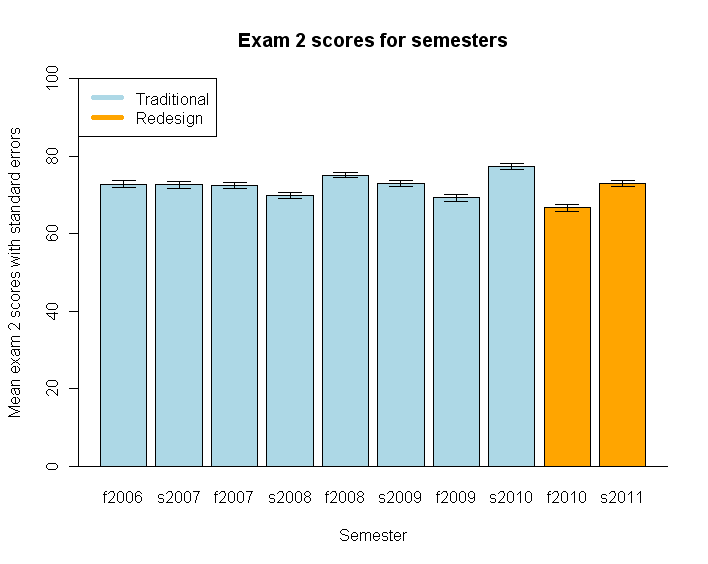 Exam 2 scores for semesters
Traditional
Redesign
Mean exam 2 scores with standard errors
100
80
60
40
20
0
f2006 s2007 f2007 s2008 f2008 s2009 f2009 s2010 f2010 s2011
Semester